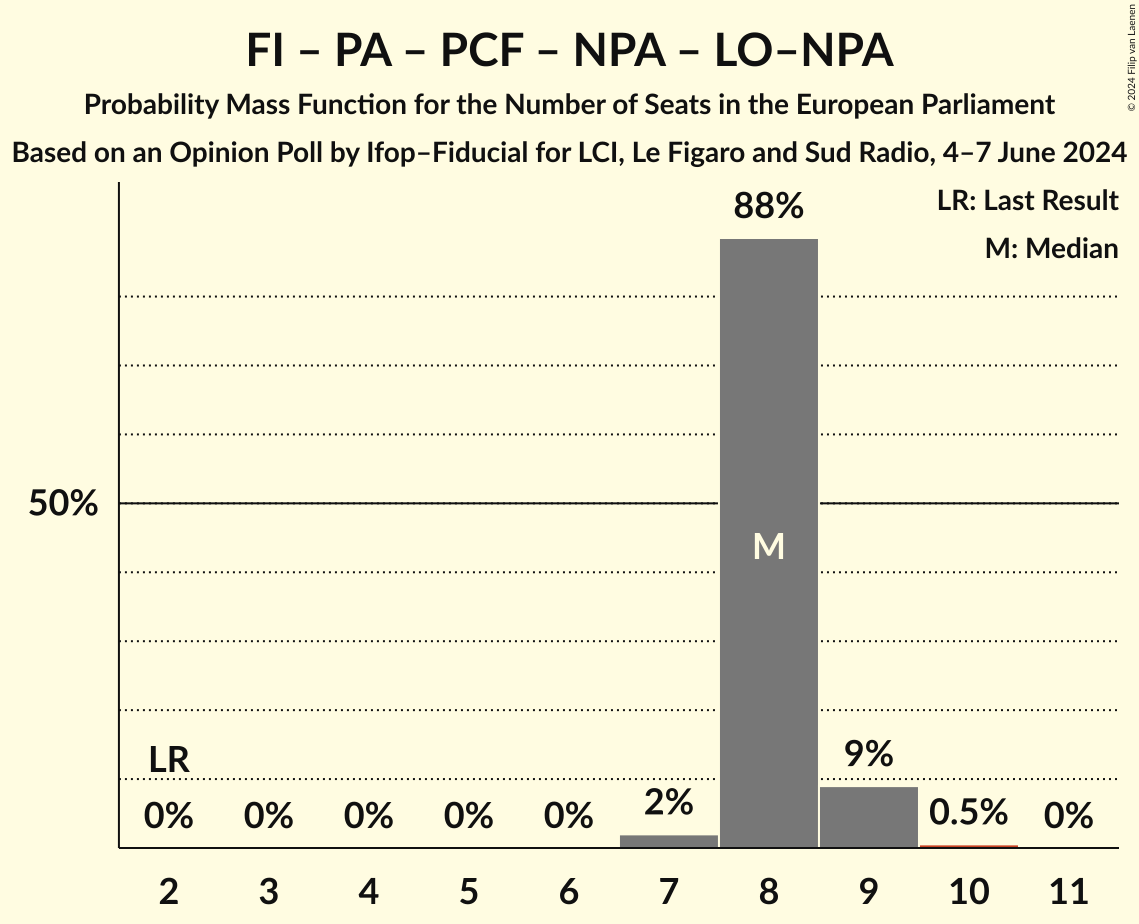 FI – PA – PCF – NPA – LO–NPA
Probability Mass Function for the Number of Seats in the European Parliament
Based on an Opinion Poll by Ifop–Fiducial for LCI, Le Figaro and Sud Radio, 4–7 June 2024
© 2024 Filip van Laenen
LR: Last Result
M: Median
88%
50%
M
LR
0%
0%
0%
0%
0%
2%
9%
0.5%
0%
2 3 4 5 6 7 8 9 10 11